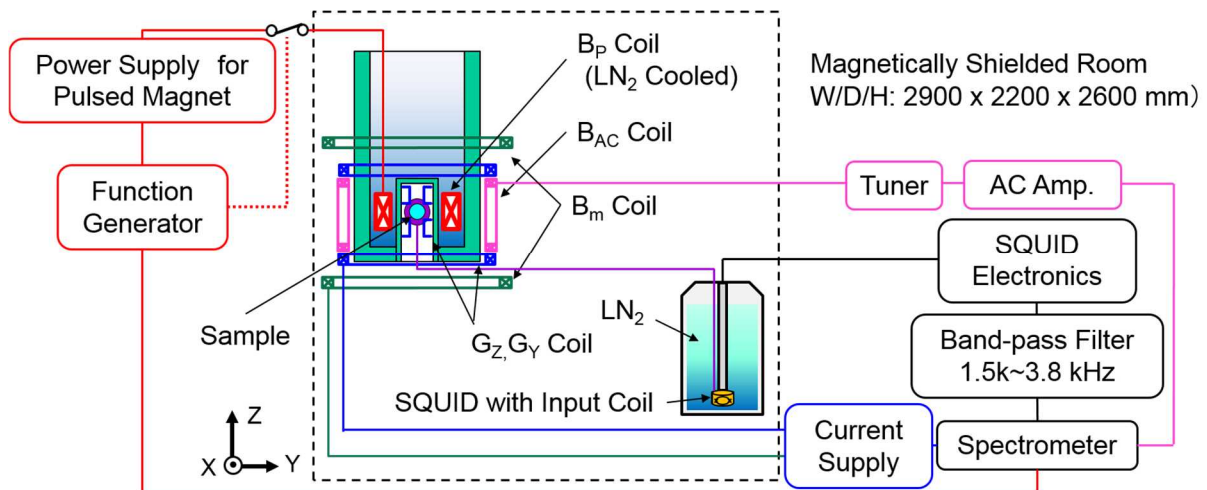 Power Supply for
Pulsed Magnet
Function
Generator
B_P Coil
(LN_2 Cooled)
B_AC Coil
B_m Coil
Sample
G_Z, G_Y Coil
LN_2
SQUID with Input Coil
Z
X
Y
Magnetically Shielded Room
W/D/H: 2900 x 2200 x 2600 mm）
Tuner
AC Amp.
SQUID
Electronics
Band-pass Filter
1.5k~3.8 kHz
Current
Supply
Spectrometer